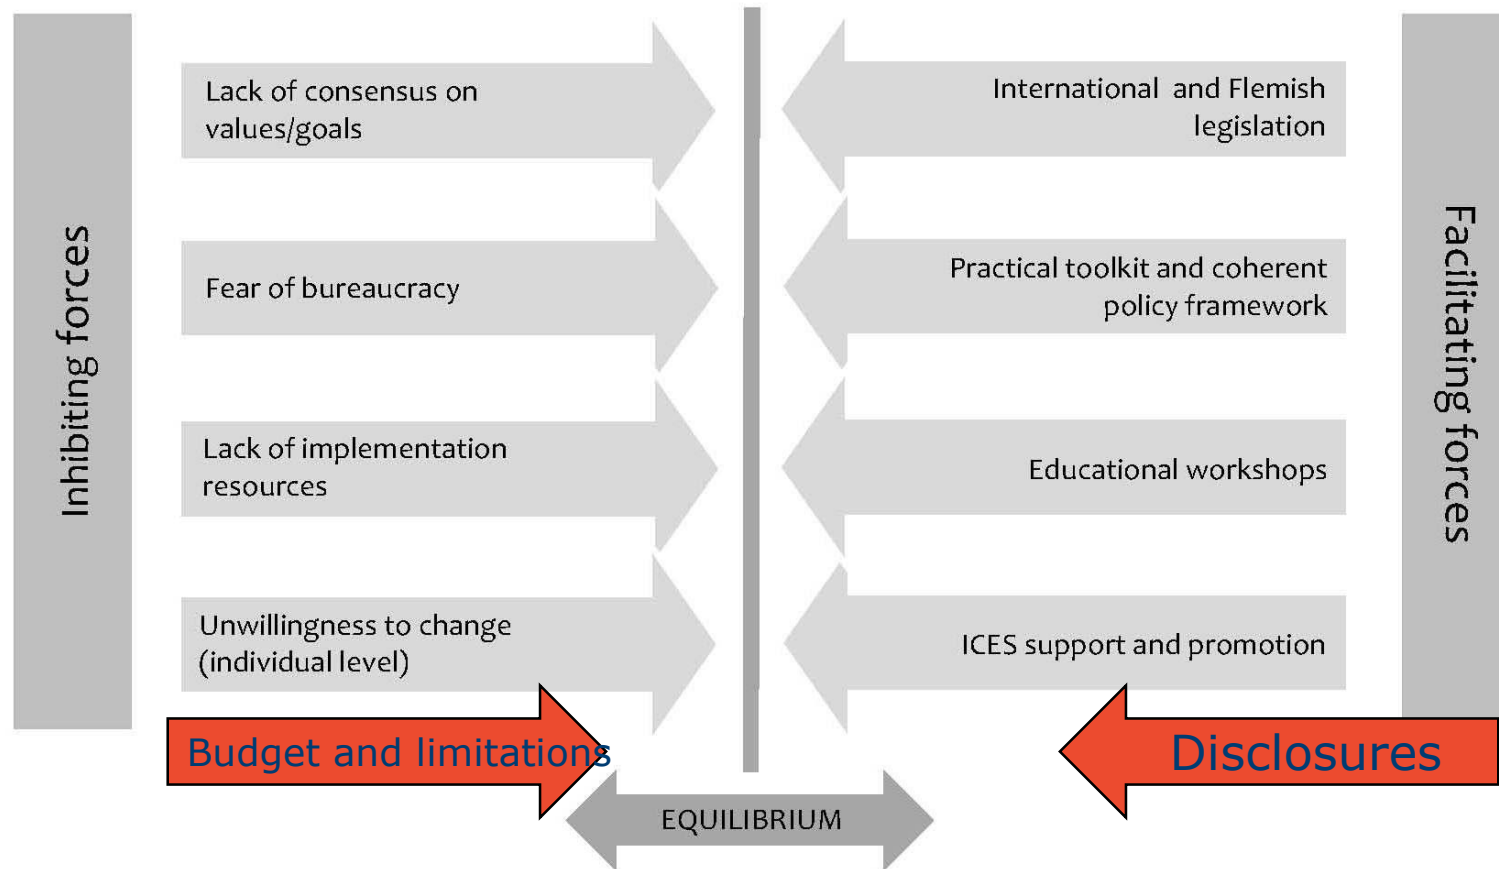 Inhibiting forces
Lack of consensus on
values/goals
Fear of bureaucracy
Lack of implementation
resources
Unwillingness to change
(individual level)
Budget and limitations
International and Flemish
legislation
Practical toolkit and coherent
policy framework
Educational workshops
ICES support and promotion
Disclosures
Facilitating forces
EQUILIBRIUM